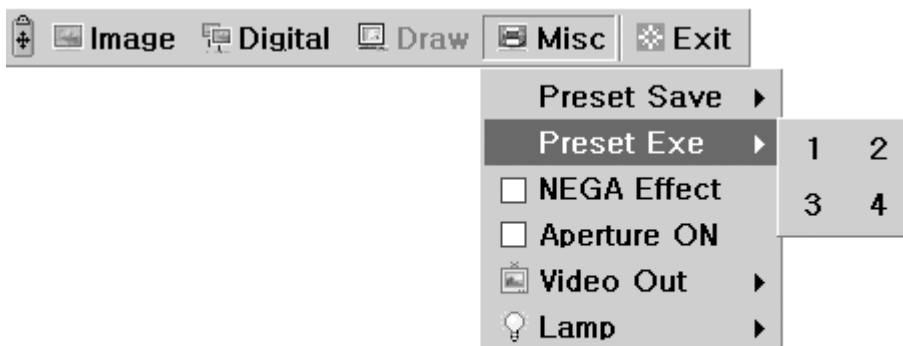 Image Digital Draw Misc Exit
Preset Save
Preset Exe
1 2
NEGA Effect
3 4
Aperture ON
Video Out
Lamp